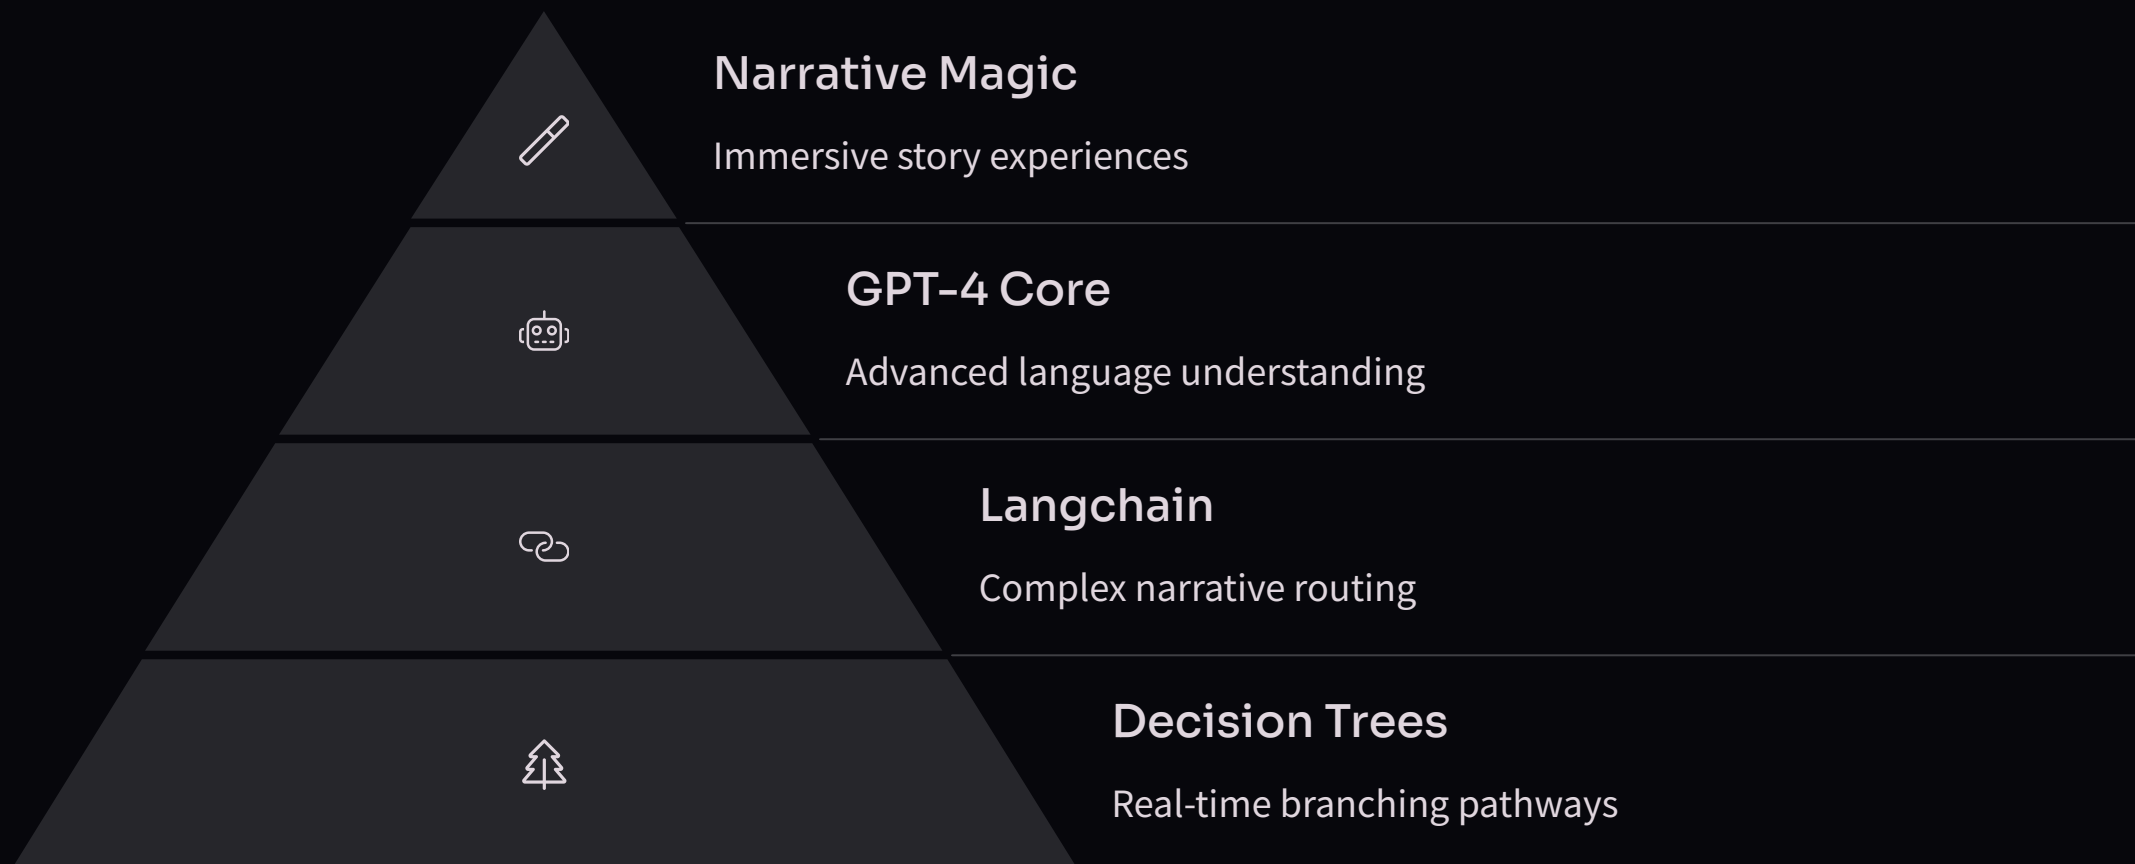 Narrative Magic
Immersive story experiences
GPT-4 Core
Advanced language understanding
Langchain
Complex narrative routing
Decision Trees
Real-time branching pathways